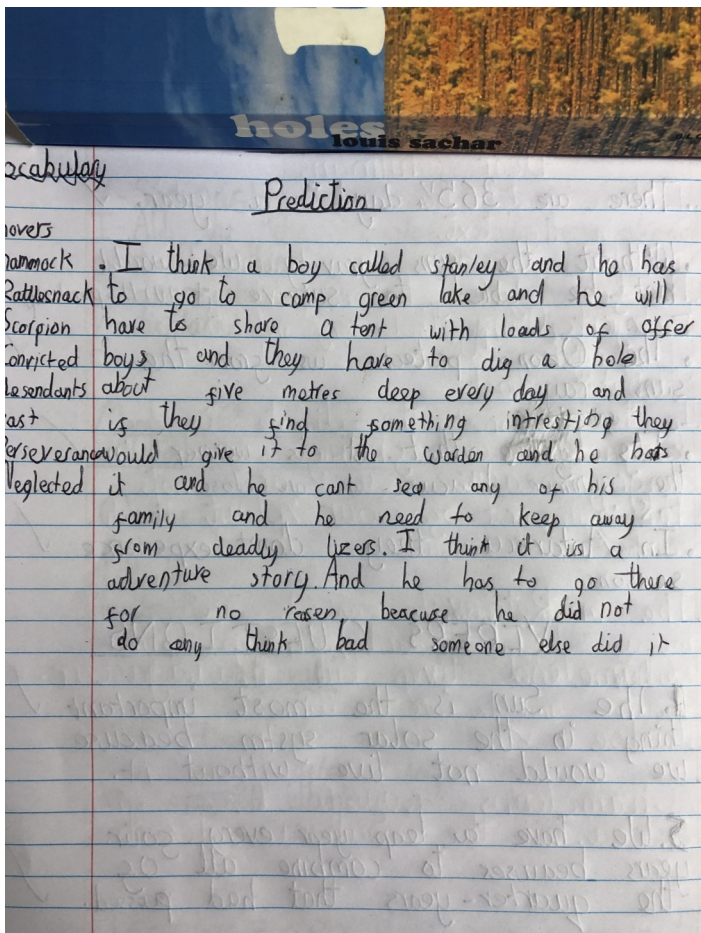 holes
louis sachar
ocabulary
Prediction
overs
hammock . I think a boy called stanley and he has
Rattlesnack to go to camp green lake and he will
Scorpion have to share a tent with loads of offer
Convicted boys and they have to dig a hole
desendants about five metres deep every day and
ast if they find something intresting they
Perseverance would give it to the warden and he hats
Neglected it and he cant see any of his
family and he need to keep away
from deadly lizers. I think it is a
adventure story. And he has to go there
for no reasen beacuse he did not
do any think bad someone else did it